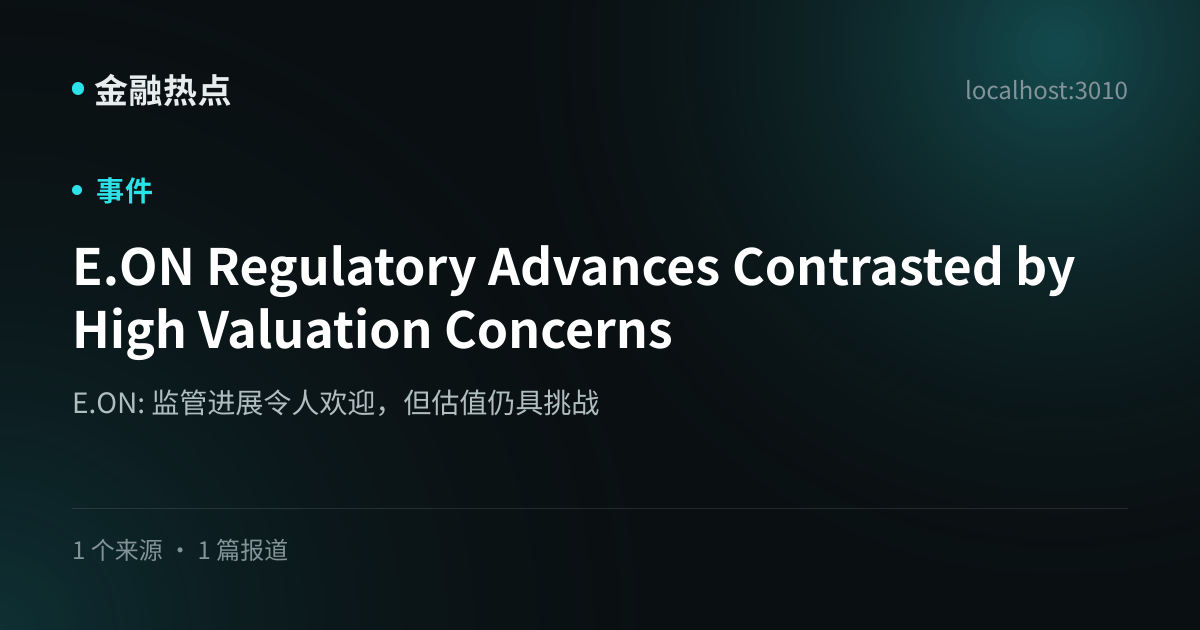 金融热点
localhost:3010
事件
E.ON Regulatory Advances Contrasted by
High Valuation Concerns
E.ON: 监管进展令人欢迎，但估值仍具挑战
1 个来源 · 1 篇报道